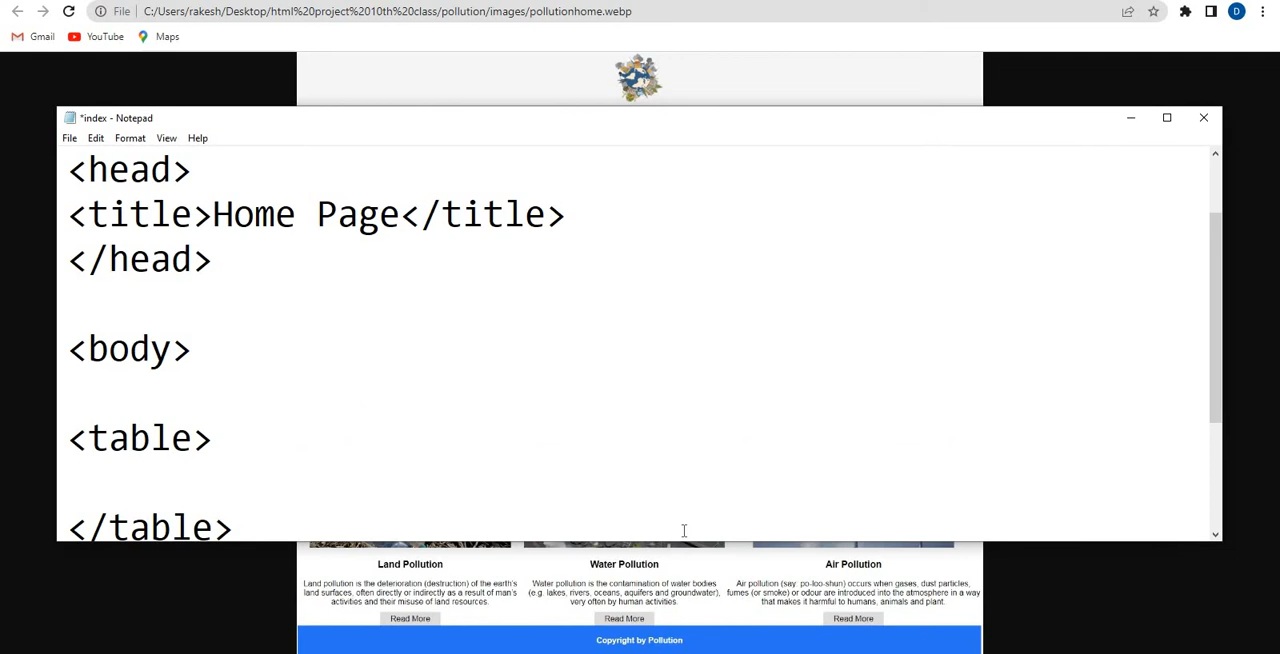 File
C:/Users/rakesh/Desktop/html%20project%2010th%20class/pollution/images/pollutionhome.webp
D
Gmail
YouTube
Maps
*index - Notepad
File Edit Format View Help
<head>
<title>Home Page</title>
</head>
<body>
<table>
</table>
Land Pollution
Land pollution is the deterioration (destruction) of the earth's
land surfaces, often directly or indirectly as a result of man's
activities and their misuse of land resources.
Read More
Water Pollution
Water pollution is the contamination of water bodies
(e.g. lakes, rivers, oceans, aquifers and groundwater),
very often by human activities.
Read More
Air Pollution
Air pollution (say: po-loo-shun) occurs when gases, dust particles,
fumes (or smoke) or odour are introduced into the atmosphere in a way
that makes it harmful to humans, animals and plant.
Read More
Copyright by Pollution